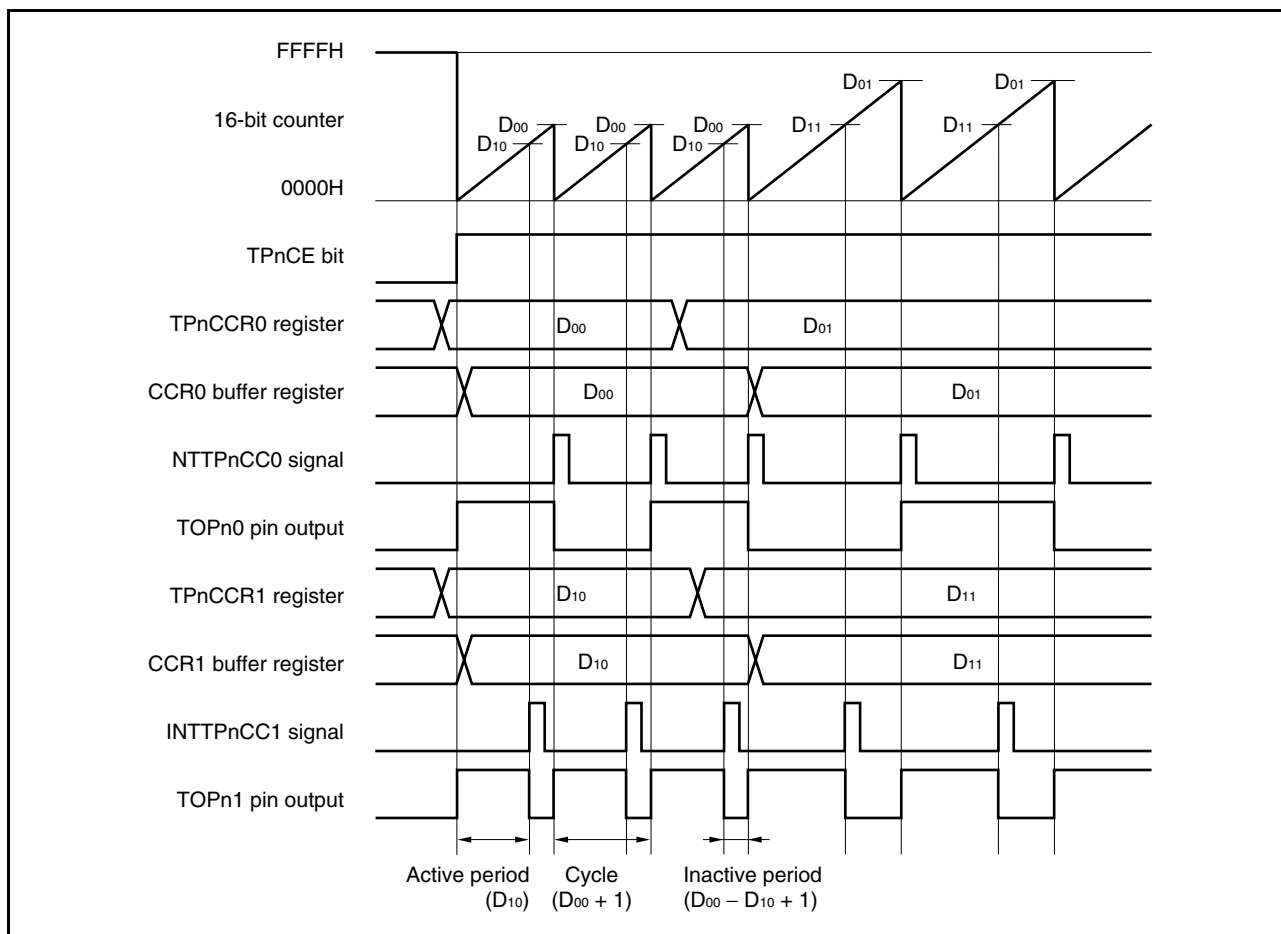 FFFFH
D01 D01
16-bit counter D00 D00 D00 D11 D11
D10 D10 D10
0000H
TPnCE bit
TPnCCR0 register D00 D01
CCR0 buffer register D00 D01
NTTPnCC0 signal
TOPn0 pin output
TPnCCR1 register D10 D11
CCR1 buffer register D10 D11
INTTPnCC1 signal
TOPn1 pin output
Active period Cycle Inactive period
(D10) (D00 + 1) (D00 − D10 + 1)